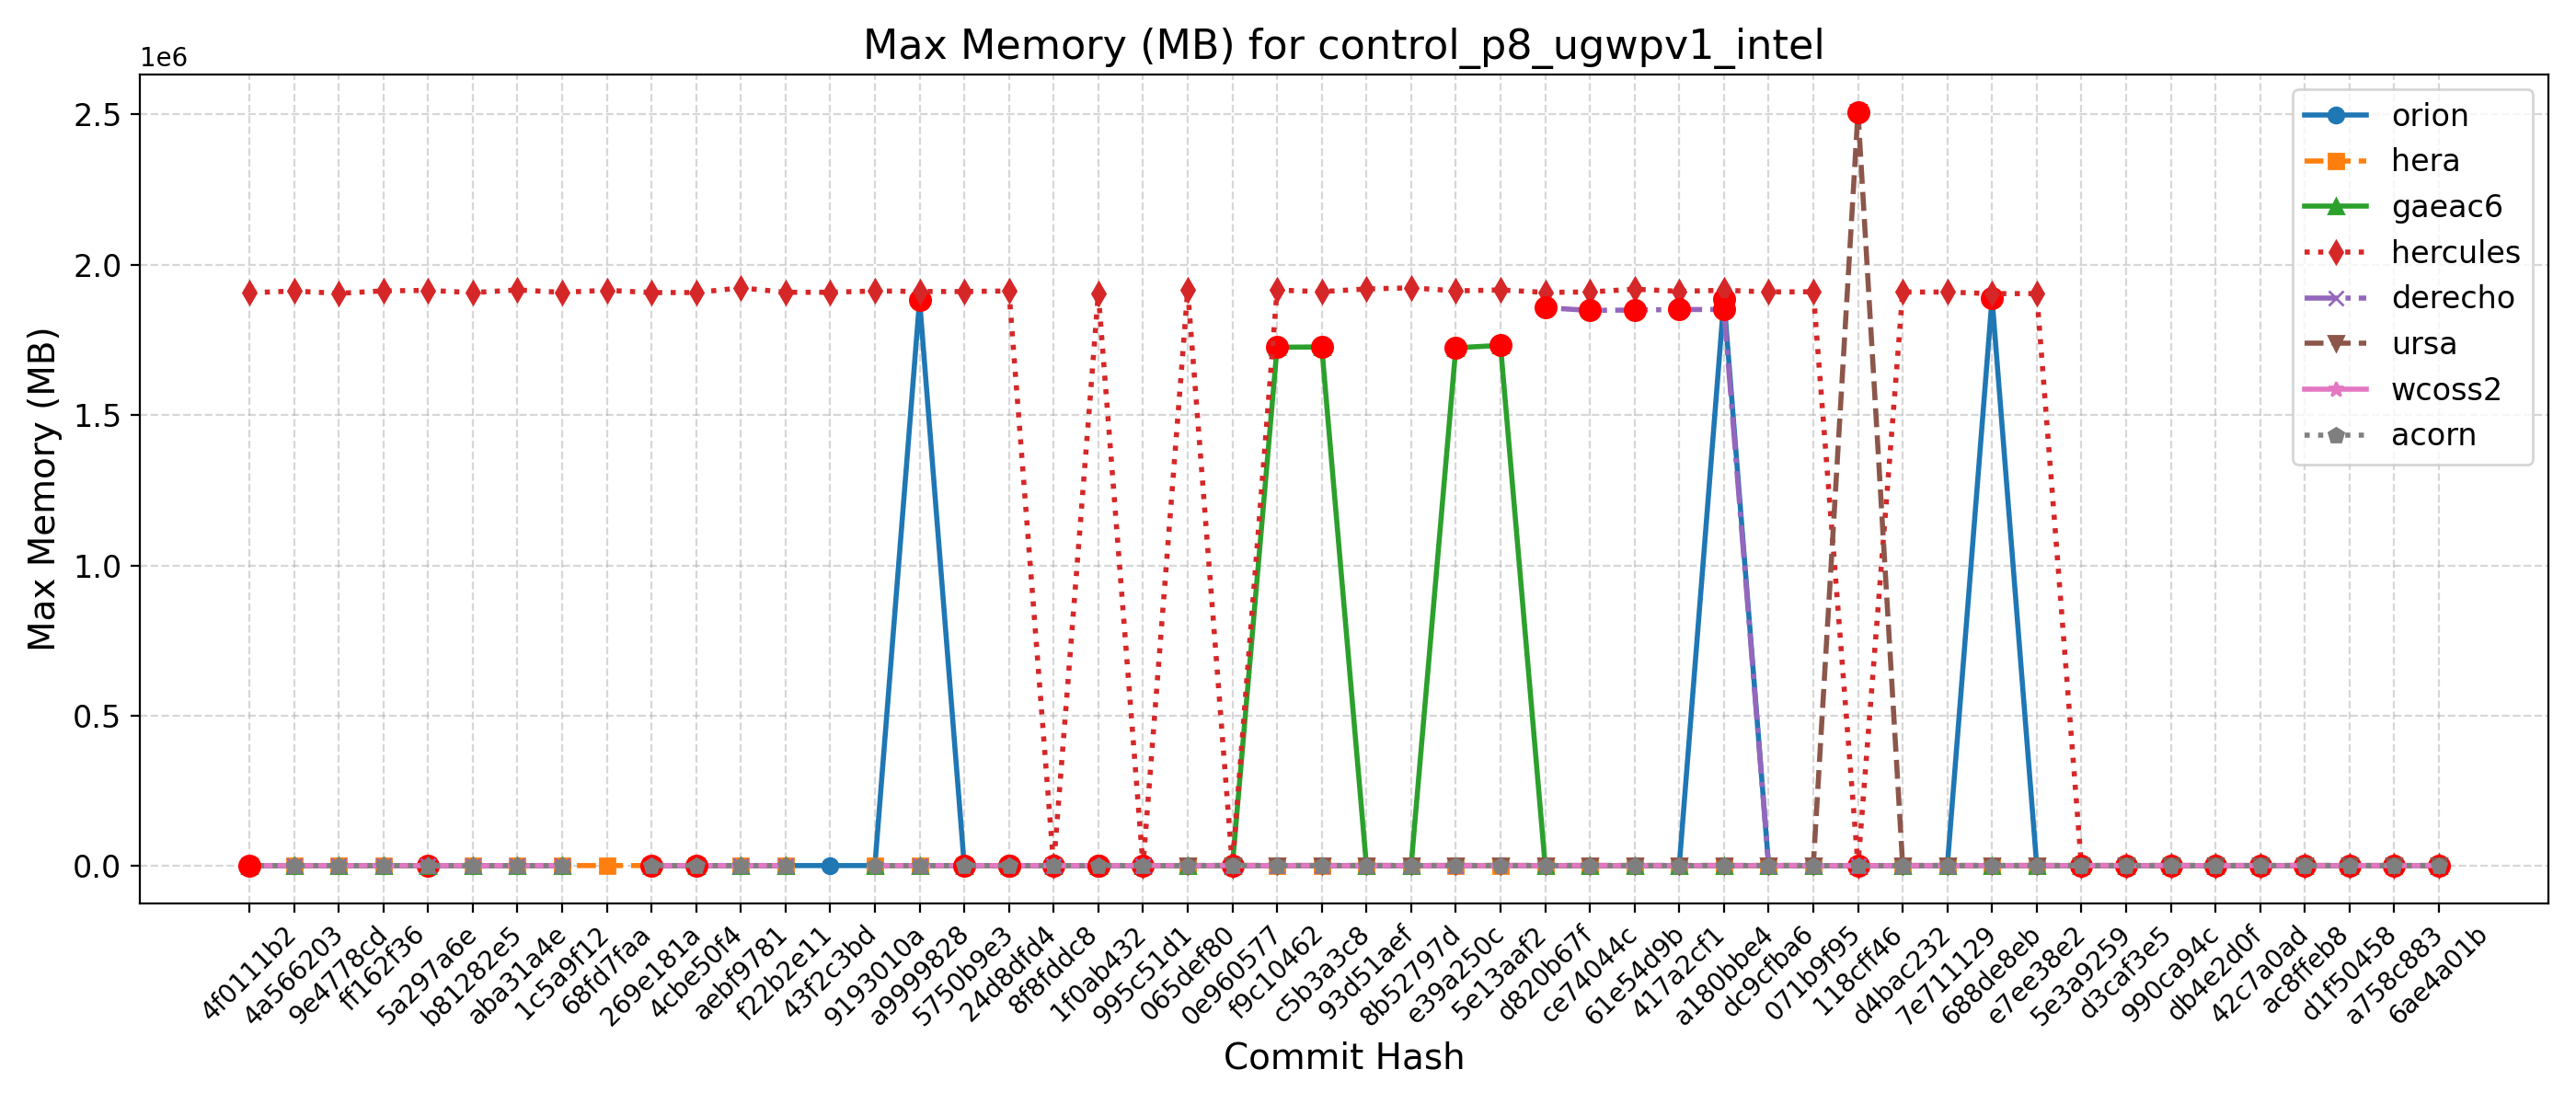 Max Memory (MB) for control_p8_ugwpv1_intel
1e6
2.5
2.0
1.5
1.0
0.5
0.0
Max Memory (MB)
orion
hera
gaeac6
hercules
derecho
ursa
wcoss2
acorn
4f0111b2
4a566203
9e4778cd
ff162f36
5a297a6e
b81282e5
aba31a4e
1c5a9f12
68fd7faa
269e181a
4cbe50f4
aebf9781
f22b2e11
43f2c3bd
9193010a
a9999828
5750b9e3
24d8dfd4
8f8fddc8
1f0ab432
995c51d1
065def80
0e960577
f9c10462
c5b3a3c8
93d51aef
8b52797d
e39a250c
5e13aaf2
d820b67f
ce74044c
61e54d9b
417a2cf1
a180bbe4
dc9cfba6
071b9f95
118cff46
d4bac232
7e711129
688de8eb
e7ee38e2
5e3a9259
d3caf3e5
990ca94c
db4e2d0f
42c7a0ad
ac8ffeb8
d1f50458
a758c883
6ae4a01b
Commit Hash